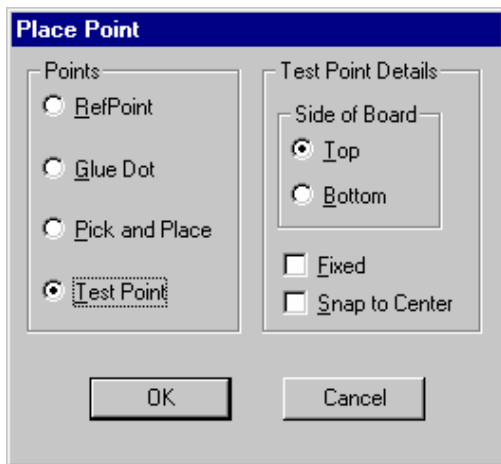 Place Point
Points
RefPoint
Glue Dot
Pick and Place
Test Point
Test Point Details
Side of Board
Top
Bottom
Fixed
Snap to Center
OK
Cancel